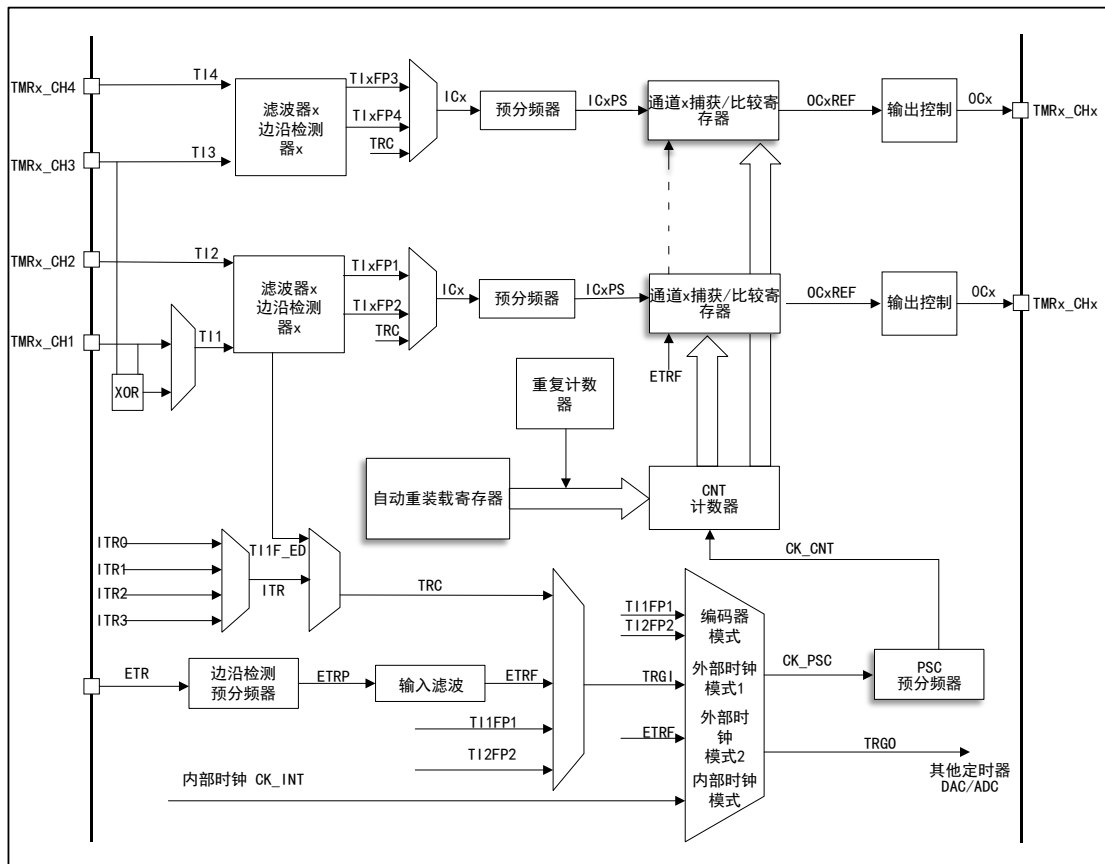 TMRx_CH4
TI4
滤波器x
边沿检测
器x
TIxFP3
TIxFP4
TRC
ICx
预分频器
ICxPS
通道x捕获/比较寄
存器
OCxREF
输出控制
OCx
TMRx_CHx
TMRx_CH3
TI3
TMRx_CH2
TI2
滤波器x
边沿检测
器x
TIxFP1
TIxFP2
TRC
ICx
预分频器
ICxPS
通道x捕获/比较寄
存器
OCxREF
输出控制
OCx
TMRx_CHx
TMRx_CH1
TI1
XOR
ETRF
重复计数
器
自动重装载寄存器
CNT
计数器
CK_CNT
ITR0
ITR1
ITR2
ITR3
ITR
TI1F_ED
TRC
TI1FP1
TI2FP2
编码器
模式
ETR
边沿检测
预分频器
ETRP
输入滤波
ETRF
TRGI
外部时钟
模式1
CK_PSC
PSC
预分频器
TI1FP1
TI2FP2
ETRF
外部时
钟
模式2
TRGO
其他定时器
DAC/ADC
内部时钟 CK_INT
内部时钟
模式